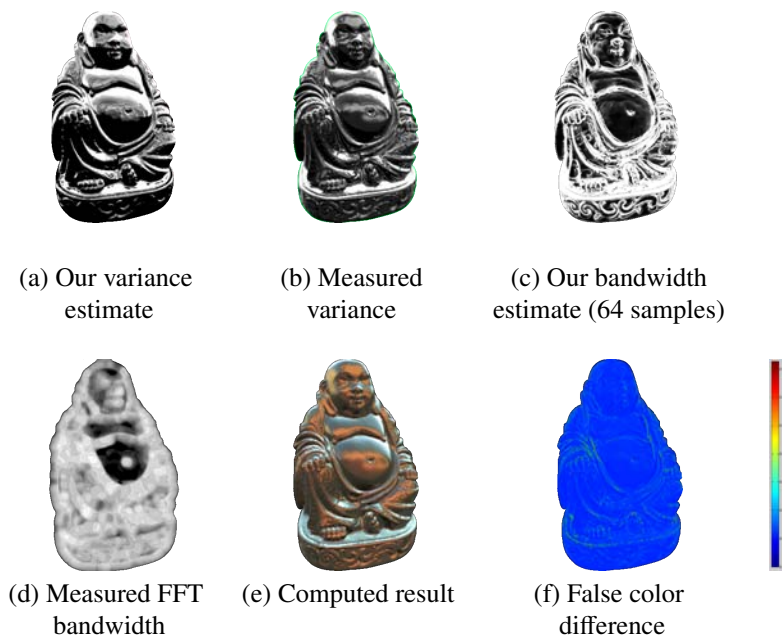 (a) Our variance
estimate
(b) Measured
variance
(c) Our bandwidth
estimate (64 samples)
(d) Measured FFT
bandwidth
(e) Computed result
(f) False color
difference